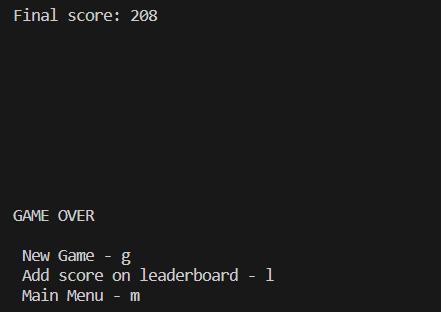 Final score: 208
GAME OVER
New Game - g
Add score on leaderboard - l
Main Menu - m